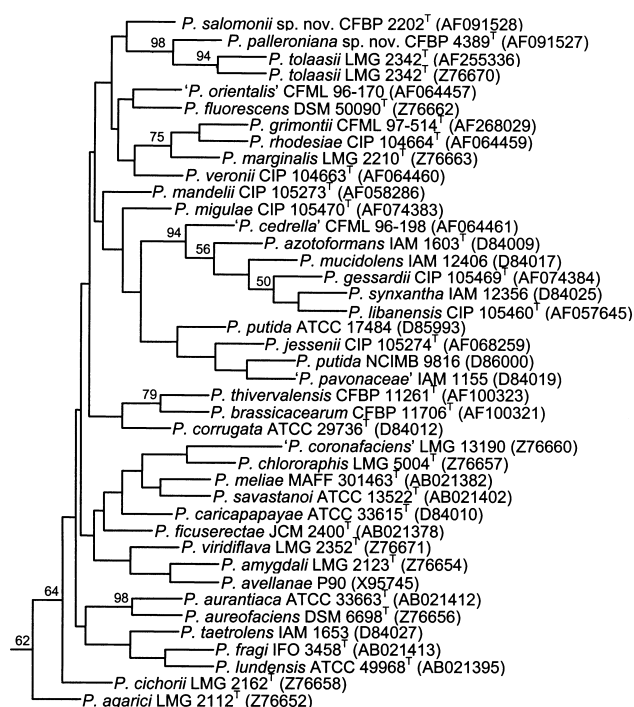 P. salomonii sp. nov. CFBP 2202T (AF091528)
98 P. palleroniana sp. nov. CFBP 4389T (AF091527)
94 P. tolaasii LMG 2342T (AF255336)
P. tolaasii LMG 2342T (Z76670)
'P. orientalis' CFML 96-170 (AF064457)
P. fluorescens DSM 50090T (Z76662)
P. grimontii CFML 97-514T (AF268029)
75 P. rhodesiae CIP 104664T (AF064459)
P. marginalis LMG 2210T (Z76663)
P. veronii CIP 104663T (AF064460)
P. mandelii CIP 105273T (AF058286)
P. migulae CIP 105470T (AF074383)
94 'P. cedrella' CFML 96-198 (AF064461)
56 P. azotoformans IAM 1603T (D84009)
P. mucidolens IAM 12406 (D84017)
50 P. gessardii CIP 105469T (AF074384)
P. synxantha IAM 12356 (D84025)
P. libanensis CIP 105460T (AF057645)
P. putida ATCC 17484 (D85993)
P. jessenii CIP 105274T (AF068259)
P. putida NCIMB 9816 (D86000)
'P. pavonaceae' IAM 1155 (D84019)
79 P. thivervalensis CFBP 11261T (AF100323)
P. brassicacearum CFBP 11706T (AF100321)
P. corrugata ATCC 29736T (D84012)
'P. coronafaciens' LMG 13190 (Z76660)
P. chlororaphis LMG 5004T (Z76657)
P. meliae MAFF 301463T (AB021382)
P. savastanoi ATCC 13522T (AB021402)
P. caricapapayae ATCC 33615T (D84010)
P. ficuserectae JCM 2400T (AB021378)
P. viridiflava LMG 2352T (Z76671)
P. amygdali LMG 2123T (Z76654)
P. avellanae P90 (X95745)
64 98 P. aurantiaca ATCC 33663T (AB021412)
P. aureofaciens DSM 6698T (Z76656)
P. taetrolens IAM 1653 (D84027)
62 P. fragi IFO 3458T (AB021413)
P. lundensis ATCC 49968T (AB021395)
P. cichorii LMG 2162T (Z76658)
P. agarici LMG 2112T (Z76652)